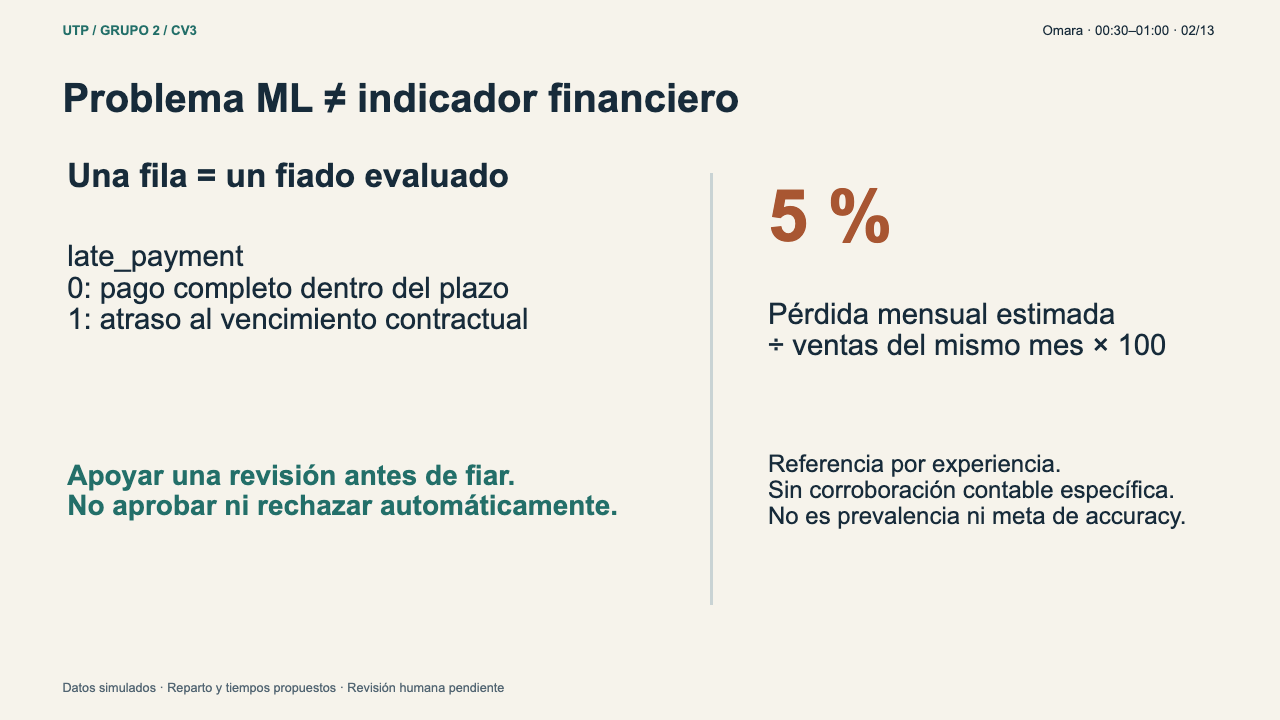 UTP / GRUPO 2 / CV3
Omara · 00:30–01:00 · 02/13
Problema ML ≠ indicador financiero
Una fila = un fiado evaluado
late_payment
0: pago completo dentro del plazo
1: atraso al vencimiento contractual
Apoyar una revisión antes de fiar.
No aprobar ni rechazar automáticamente.
5 %
Pérdida mensual estimada
÷ ventas del mismo mes × 100
Referencia por experiencia.
Sin corroboración contable específica.
No es prevalencia ni meta de accuracy.
Datos simulados · Reparto y tiempos propuestos · Revisión humana pendiente